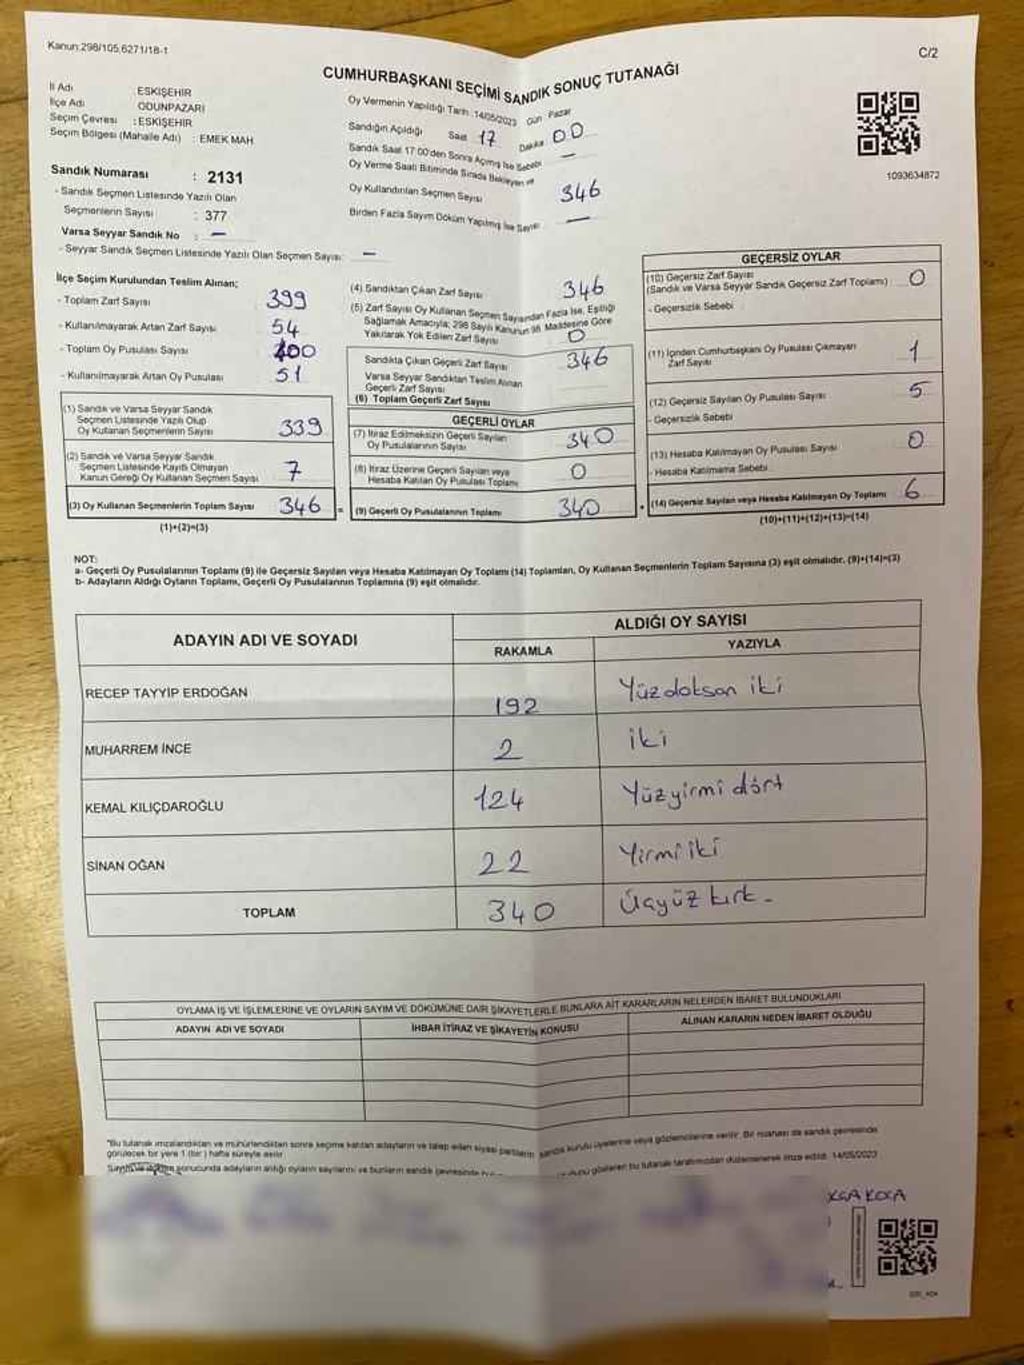 Kanun:298/105,6271/18-1
C/2
CUMHURBAŞKANI SEÇİMİ SANDIK SONUÇ TUTANAĞI
İl Adı : ESKİŞEHİR
İlçe Adı : ODUNPAZARI
Seçim Çevresi : ESKİŞEHİR
Seçim Bölgesi (Mahalle Adı) : EMEK MAH
Sandık Numarası : 2131
- Sandık Seçmen Listesinde Yazılı Olan
Seçmenlerin Sayısı : 377
Varsa Seyyar Sandık No : —
- Seyyar Sandık Seçmen Listesinde Yazılı Olan Seçmen Sayısı: —
Oy Vermenin Yapıldığı Tarih :14/05/2023 Gün Pazar
Sandığın Açıldığı Saat 17 Dakika 00
Sandık Saat 17:00'den Sonra Açılmış İse Sebebi —
Oy Verme Saati Bitiminde Sırada Bekleyen ve
Oy Kullandırılan Seçmen Sayısı 346
Birden Fazla Sayım Döküm Yapılmış İse Sayısı —
1093634872
İlçe Seçim Kurulundan Teslim Alınan;
- Toplam Zarf Sayısı 399
- Kullanılmayarak Artan Zarf Sayısı 54
- Toplam Oy Pusulası Sayısı 400
- Kullanılmayarak Artan Oy Pusulası 51
(1) Sandık ve Varsa Seyyar Sandık
Seçmen Listesinde Yazılı Olup
Oy Kullanan Seçmenlerin Sayısı 339
(2) Sandık ve Varsa Seyyar Sandık
Seçmen Listesinde Kayıtlı Olmayan
Kanun Gereği Oy Kullanan Seçmen Sayısı 7
(3) Oy Kullanan Seçmenlerin Toplam Sayısı 346 =
(1)+(2)=(3)
(4) Sandıktan Çıkan Zarf Sayısı 346
(5) Zarf Sayısı Oy Kullanan Seçmen Sayısından Fazla İse, Eşitliği
Sağlamak Amacıyla; 298 Sayılı Kanunun 98. Maddesine Göre
Yakılarak Yok Edilen Zarf Sayısı 0
Sandıkta Çıkan Geçerli Zarf Sayısı 346
Varsa Seyyar Sandıktan Teslim Alınan
Geçerli Zarf Sayısı
(6) Toplam Geçerli Zarf Sayısı
GEÇERLİ OYLAR
(7) İtiraz Edilmeksizin Geçerli Sayılan
Oy Pusulalarının Sayısı 340
(8) İtiraz Üzerine Geçerli Sayılan veya
Hesaba Katılan Oy Pusulası Toplamı 0
(9) Geçerli Oy Pusulalarının Toplamı 340
GEÇERSİZ OYLAR
(10) Geçersiz Zarf Sayısı
(Sandık ve Varsa Seyyar Sandık Geçersiz Zarf Toplamı) 0
- Geçersizlik Sebebi
(11) İçinden Cumhurbaşkanı Oy Pusulası Çıkmayan
Zarf Sayısı 1
(12) Geçersiz Sayılan Oy Pusulası Sayısı 5
- Geçersizlik Sebebi
(13) Hesaba Katılmayan Oy Pusulası Sayısı 0
- Hesaba Katılmama Sebebi
(14) Geçersiz Sayılan veya Hesaba Katılmayan Oy Toplamı 6
(10)+(11)+(12)+(13)=(14)
NOT:
a- Geçerli Oy Pusulalarının Toplamı (9) ile Geçersiz Sayılan veya Hesaba Katılmayan Oy Toplamı (14) Toplamları, Oy Kullanan Seçmenlerin Toplam Sayısına (3) eşit olmalıdır. (9)+(14)=(3)
b- Adayların Aldığı Oyların Toplamı, Geçerli Oy Pusulalarının Toplamına (9) eşit olmalıdır.
ADAYIN ADI VE SOYADI
ALDIĞI OY SAYISI
RAKAMLA YAZIYLA
RECEP TAYYİP ERDOĞAN 192 Yüzdoksan iki
MUHARREM İNCE 2 iki
KEMAL KILIÇDAROĞLU 124 Yüzyirmi dört
SİNAN OĞAN 22 Yirmi iki
TOPLAM 340 Üçyüz kırk -
OYLAMA İŞ VE İŞLEMLERİNE VE OYLARIN SAYIM VE DÖKÜMÜNE DAİR ŞİKAYETLERLE BUNLARA AİT KARARLARIN NELERDEN İBARET BULUNDUKLARI
ADAYIN ADI VE SOYADI İHBAR İTİRAZ VE ŞİKAYETİN KONUSU ALINAN KARARIN NEDEN İBARET OLDUĞU
*Bu tutanak imzalandıktan ve mühürlendikten sonra seçime katılan adayların ve talep eden siyasi partilerin sandık kurulu üyelerine veya gözlemcilerine verilir. Bir nüshası da sandık çevresinde
görülecek bir yere 1 (bir) hafta süreyle asılır.
sonucunda adayların aldığı oyların sayılarını ve bunların sandık çevresinde gösteren bu tutanak tarafımızdan düzenlenerek imza edildi. 14/05/2023
KOCA